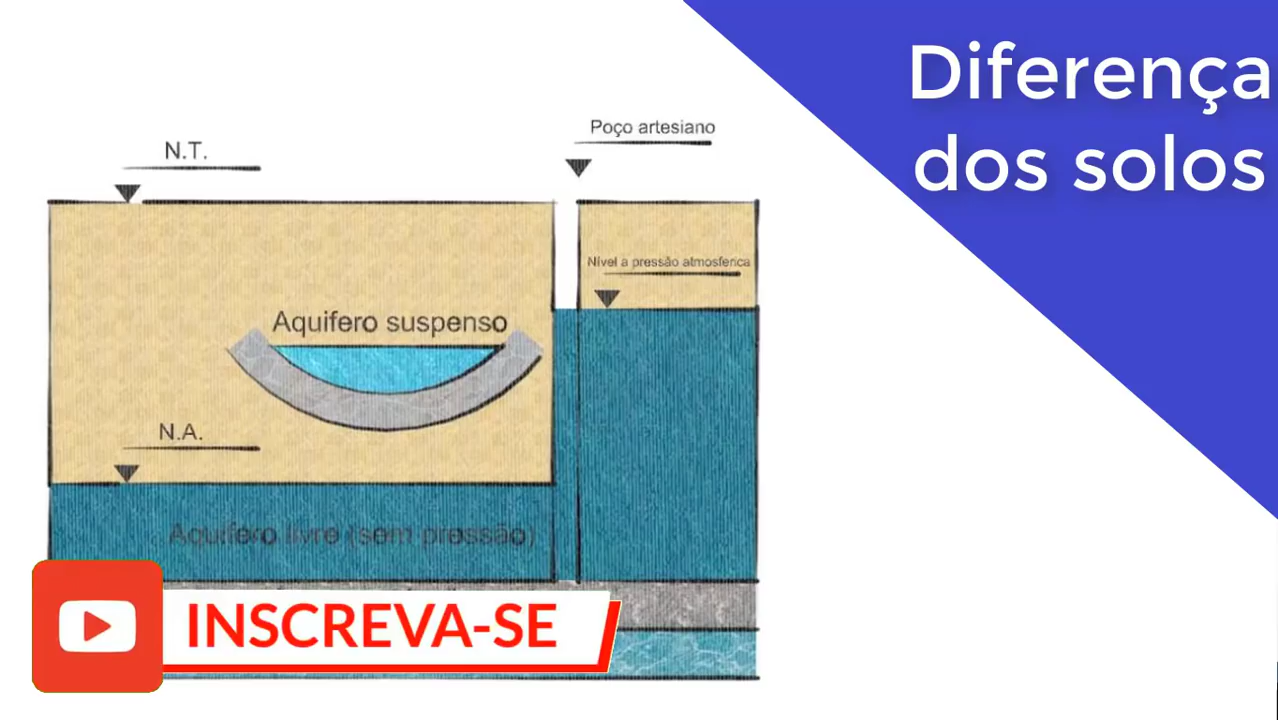 Diferença
dos solos
Poço artesiano
N.T.
Nível a pressão atmosferica
Aquifero suspenso
N.A.
Aquifero livre (sem pressão)
INSCREVA-SE